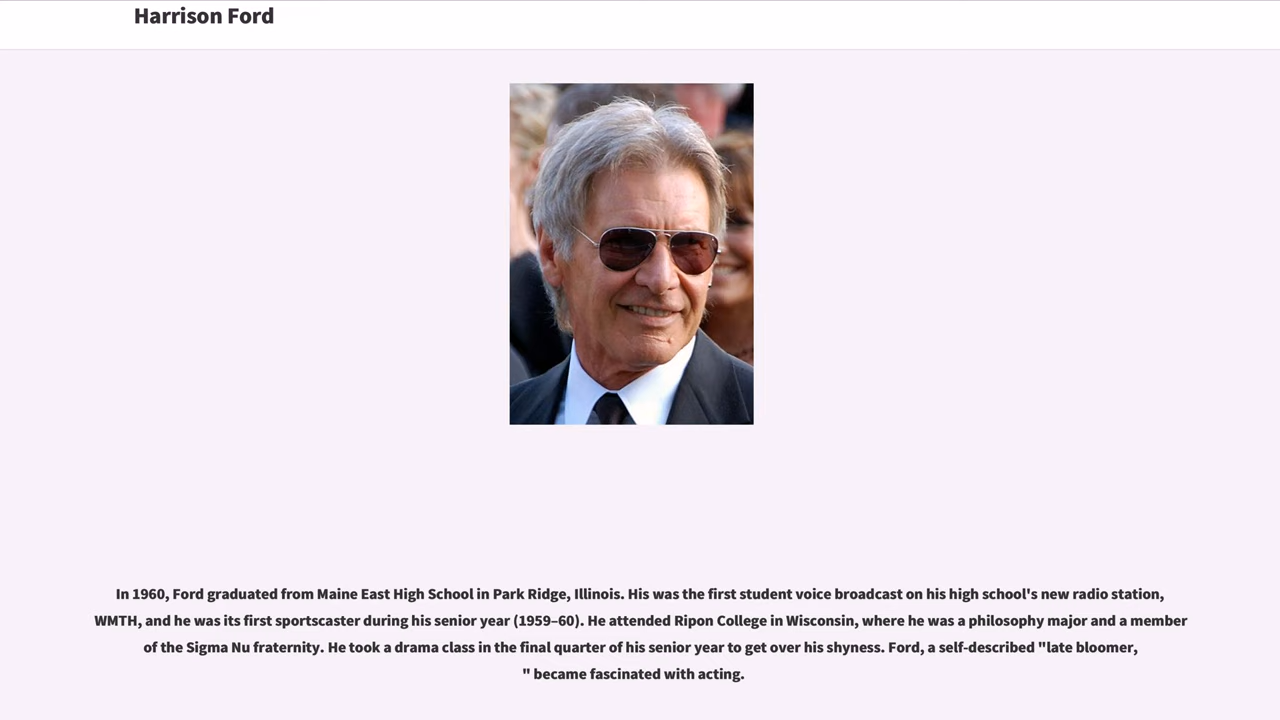 Harrison Ford
In 1960, Ford graduated from Maine East High School in Park Ridge, Illinois. His was the first student voice broadcast on his high school's new radio station,
WMTH, and he was its first sportscaster during his senior year (1959–60). He attended Ripon College in Wisconsin, where he was a philosophy major and a member
of the Sigma Nu fraternity. He took a drama class in the final quarter of his senior year to get over his shyness. Ford, a self-described "late bloomer,
" became fascinated with acting.